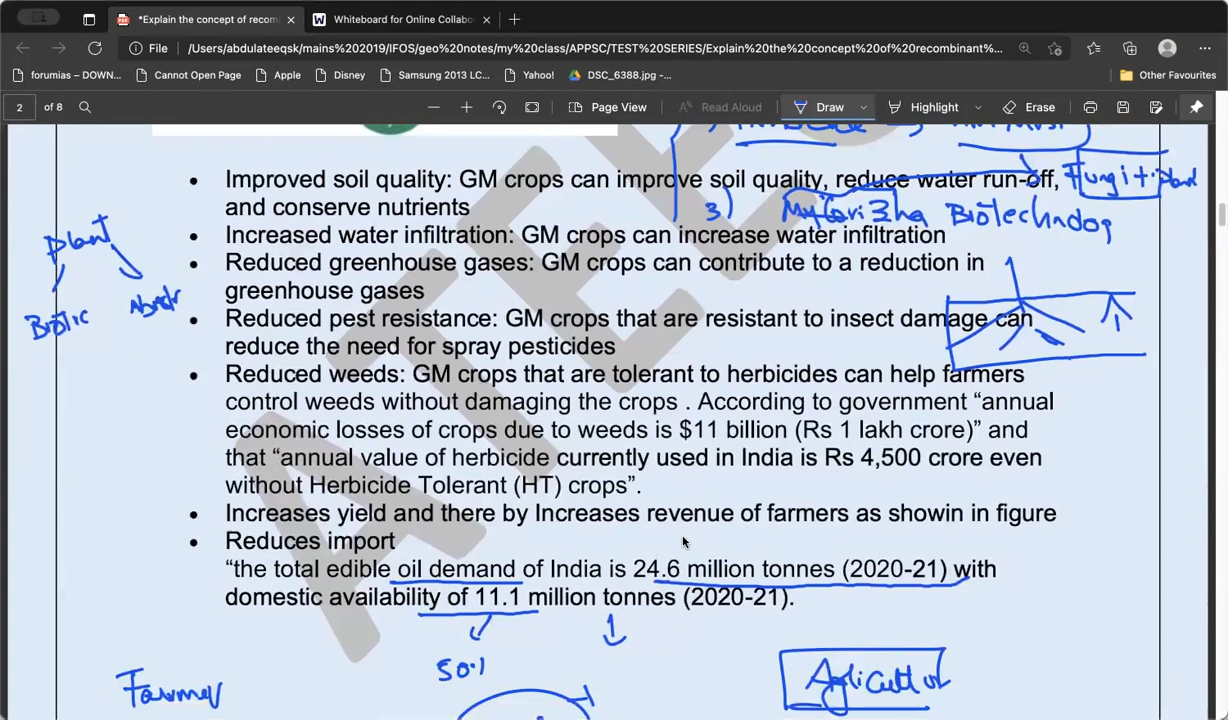 *Explain the concept of recom
Whiteboard for Online Collabo
File /Users/abdulateeqsk/mains%202019/IFOS/geo%20notes/my%20class/APPSC/TEST%20SERIES/Explain%20the%20concept%20of%20recombinant%...
forumias – DOWN... Cannot Open Page Apple Disney Samsung 2013 LC... Yahoo! DSC_6388.jpg -... Other Favourites
2 of 8 Page View Read Aloud Draw Highlight Erase
ATEE
• Improved soil quality: GM crops can improve soil quality, reduce water run-off, Fungi +
and conserve nutrients 3) Biotechnology
• Increased water infiltration: GM crops can increase water infiltration
plant
• Reduced greenhouse gases: GM crops can contribute to a reduction in
greenhouse gases
Biotic
• Reduced pest resistance: GM crops that are resistant to insect damage can
reduce the need for spray pesticides
• Reduced weeds: GM crops that are tolerant to herbicides can help farmers
control weeds without damaging the crops . According to government “annual
economic losses of crops due to weeds is $11 billion (Rs 1 lakh crore)” and
that “annual value of herbicide currently used in India is Rs 4,500 crore even
without Herbicide Tolerant (HT) crops”.
• Increases yield and there by Increases revenue of farmers as showin in figure
• Reduces import
“the total edible oil demand of India is 24.6 million tonnes (2020-21) with
domestic availability of 11.1 million tonnes (2020-21).
Farmer